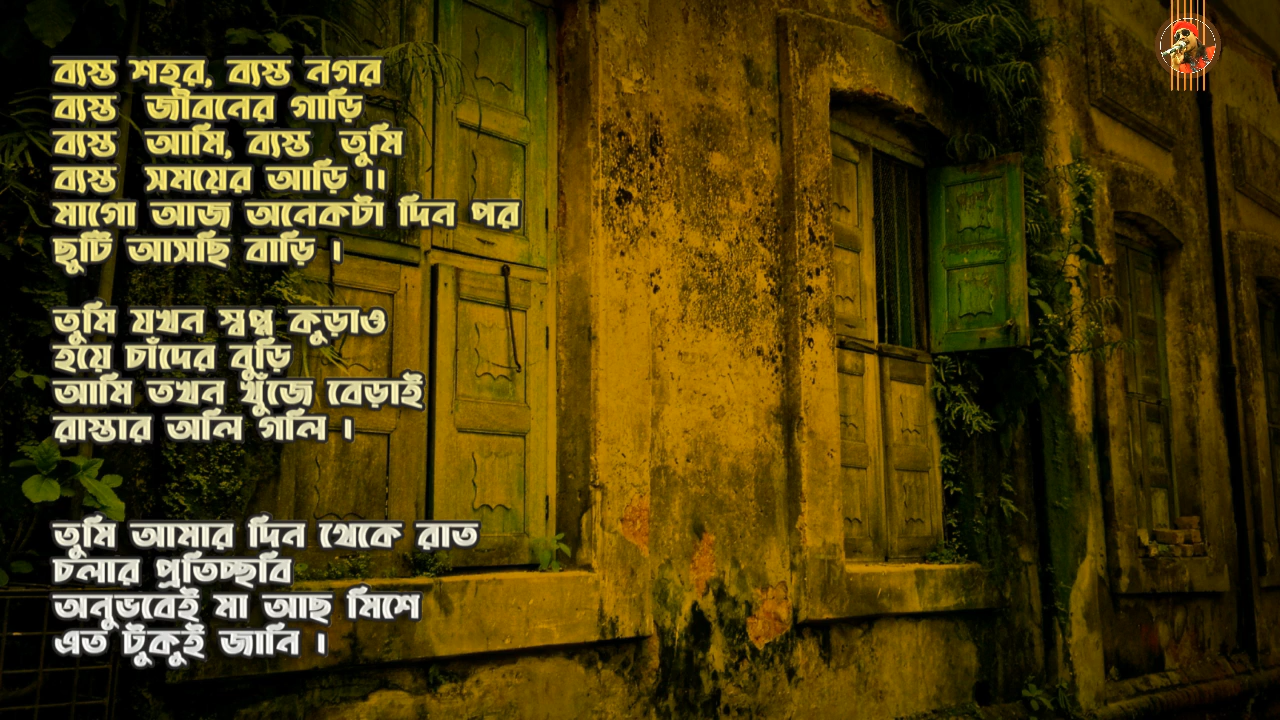 ব্যস্ত শহর, ব্যস্ত নগর
ব্যস্ত জীবনের গাড়ি
ব্যস্ত আমি, ব্যস্ত তুমি
ব্যস্ত সময়ের আড়ি ।।
মাগো আজ অনেকটা দিন পর
ছুটি আসছি বাড়ি ।
তুমি যখন স্বপ্ন কুড়াও
হয়ে চাঁদের বুড়ি
আমি তখন খুঁজে বেড়াই
রাস্তার অলি গলি ।
তুমি আমার দিন থেকে রাত
চলার প্রতিচ্ছবি
অনুভবেই মা আছ মিশে
এত টুকুই জানি ।